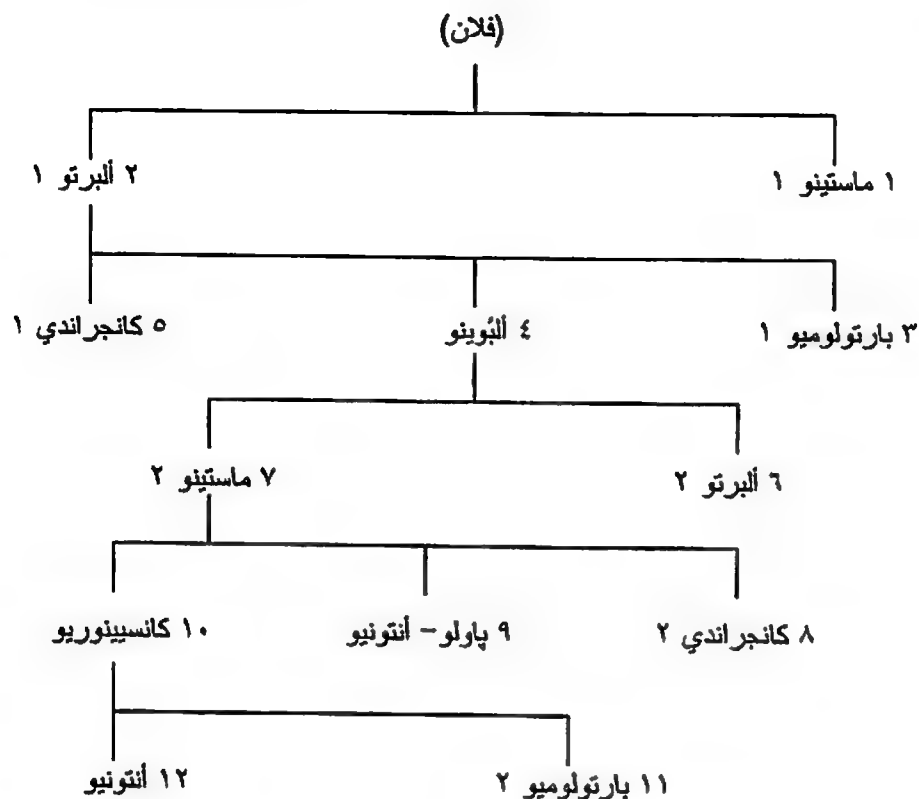 (فلان)
١ ماستينو ١
٢ ألبرتو ١
٣ بارتولوميو ١
٤ ألبُوينو
٥ كانجراندي ١
٦ ألبرتو ٢
٧ ماستينو ٢
٨ كانجراندي ٢
٩ پاولو- أنتونيو
١٠ كانسيينوريو
١١ بارتولوميو ٢
١٢ أنتونيو